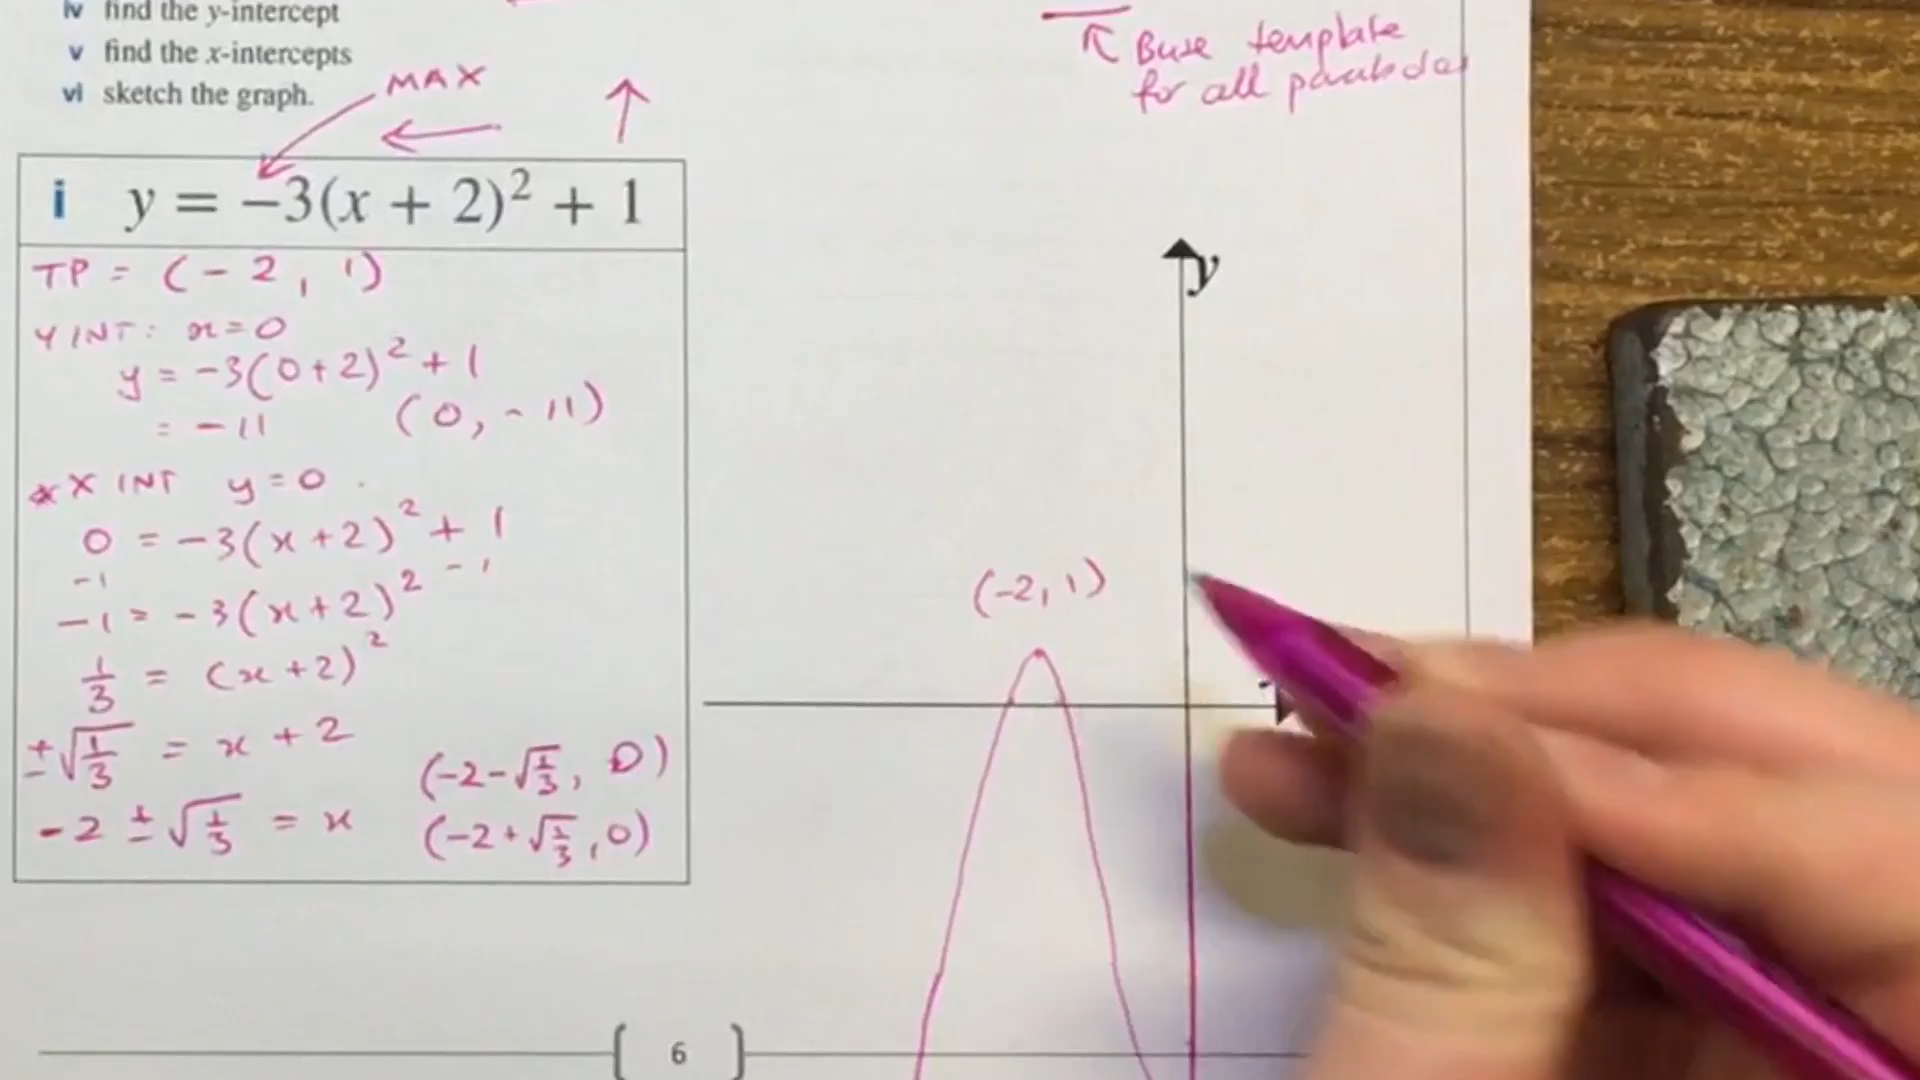 iv find the y-intercept
v find the x-intercepts
vi sketch the graph.
MAX
Base template
for all parabolas
i y = −3(x + 2)² + 1
TP = (-2, 1)
Y INT: x=0
y = -3(0+2)² + 1
= -11 (0, -11)
X INT y=0
0 = -3(x+2)² + 1
-1 -1
-1 = -3(x+2)²
1/3 = (x+2)²
±√1/3 = x + 2
(-2-√1/3, 0)
-2 ± √1/3 = x
(-2+√1/3, 0)
y
(-2, 1)
6